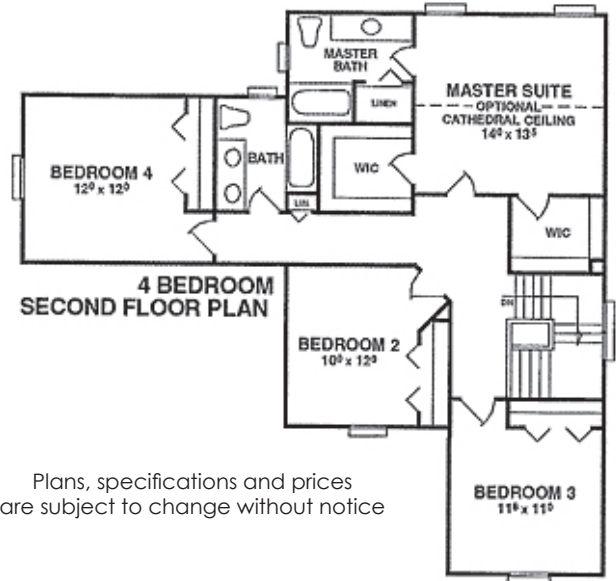 MASTER
BATH
LINEN
MASTER SUITE
OPTIONAL
CATHEDRAL CEILING
14⁰ x 13⁵
BEDROOM 4
12⁰ x 12⁰
BATH
WIC
LIN.
WIC
4 BEDROOM
SECOND FLOOR PLAN
DN
BEDROOM 2
10⁰ x 12⁰
BEDROOM 3
11⁶ x 11⁰
Plans, specifications and prices
are subject to change without notice